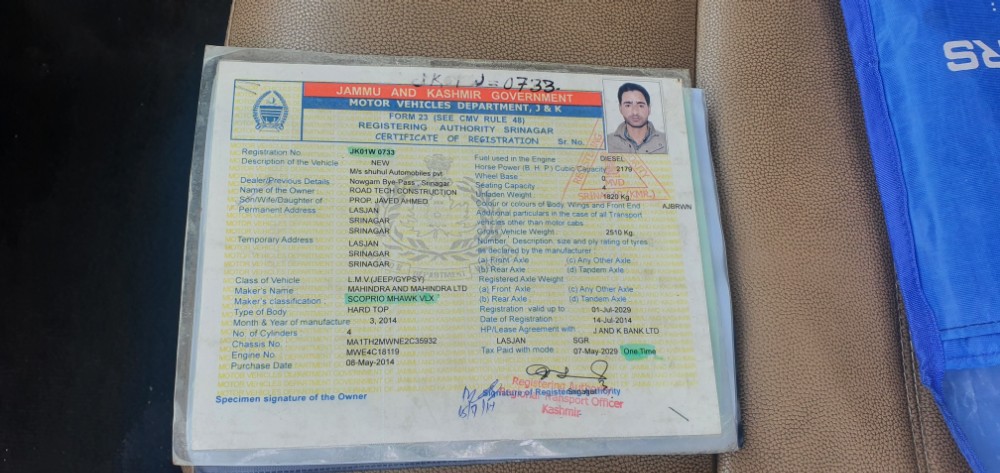 0733.
JAMMU AND KASHMIR GOVERNMENT
MOTOR VEHICLES DEPARTMENT, J & K
FORM 23 (SEE CMV RULE 48)
REGISTERING AUTHORITY SRINAGAR
CERTIFICATE OF REGISTRATION Sr. No.
Registration No. JK01W 0733
Description of the Vehicle NEW
M/s shuhul Automoblies pvt
Dealer/Previous Details Nowgam Bye-Pass , Srinagar
Name of the Owner ROAD TECH CONSTRUCTION
Son/Wife/Daughter of PROP. JAVED AHMED.
Permanent Address LASJAN
SRINAGAR
SRINAGAR
Temporary Address LASJAN
SRINAGAR
SRINAGAR
Class of Vehicle L.M.V.(JEEP/GYPSY)
Maker's Name MAHINDRA AND MAHINDRA LTD
Maker's classification SCOPRIO MHAWK VLX
Type of Body HARD TOP
Month & Year of manufacture 3, 2014
No. of Cylinders 4
Chassis No. MA1TH2MWNE2C35932
Engine No. MWE4C18119
Purchase Date 08-May-2014
Specimen signature of the Owner
Fuel used in the Engine DIESEL
Horse Power (B. H. P.) Cubic Capacity 2179
Wheel Base 0
Seating Capacity
Unladen Weight 1820 Kg.
Colour or colours of Body, Wings and Front End AJBRWN
Additional particulars in the case of all Transport
vehicles other than motor cabs.
Gross Vehicle Weight 2510 Kg.
Number, Description, size and ply rating of tyres
as declared by the manufacturer
(a) Front Axle (c) Any Other Axle
(b) Rear Axle (d) Tandem Axle
Registered Axle Weight
(a) Front Axle (c) Any Other Axle
(b) Rear Axle (d) Tandem Axle
Registration valid up to 01-Jul-2029
Date of Registration 14-Jul-2014
HP/Lease Agreement with J AND K BANK LTD
LASJAN SGR
Tax Paid with mode 07-May-2029 One Time
Signature of Registering Authority
Srinagar
Registering Authority
Regional Transport Officer
Kashmir
RS